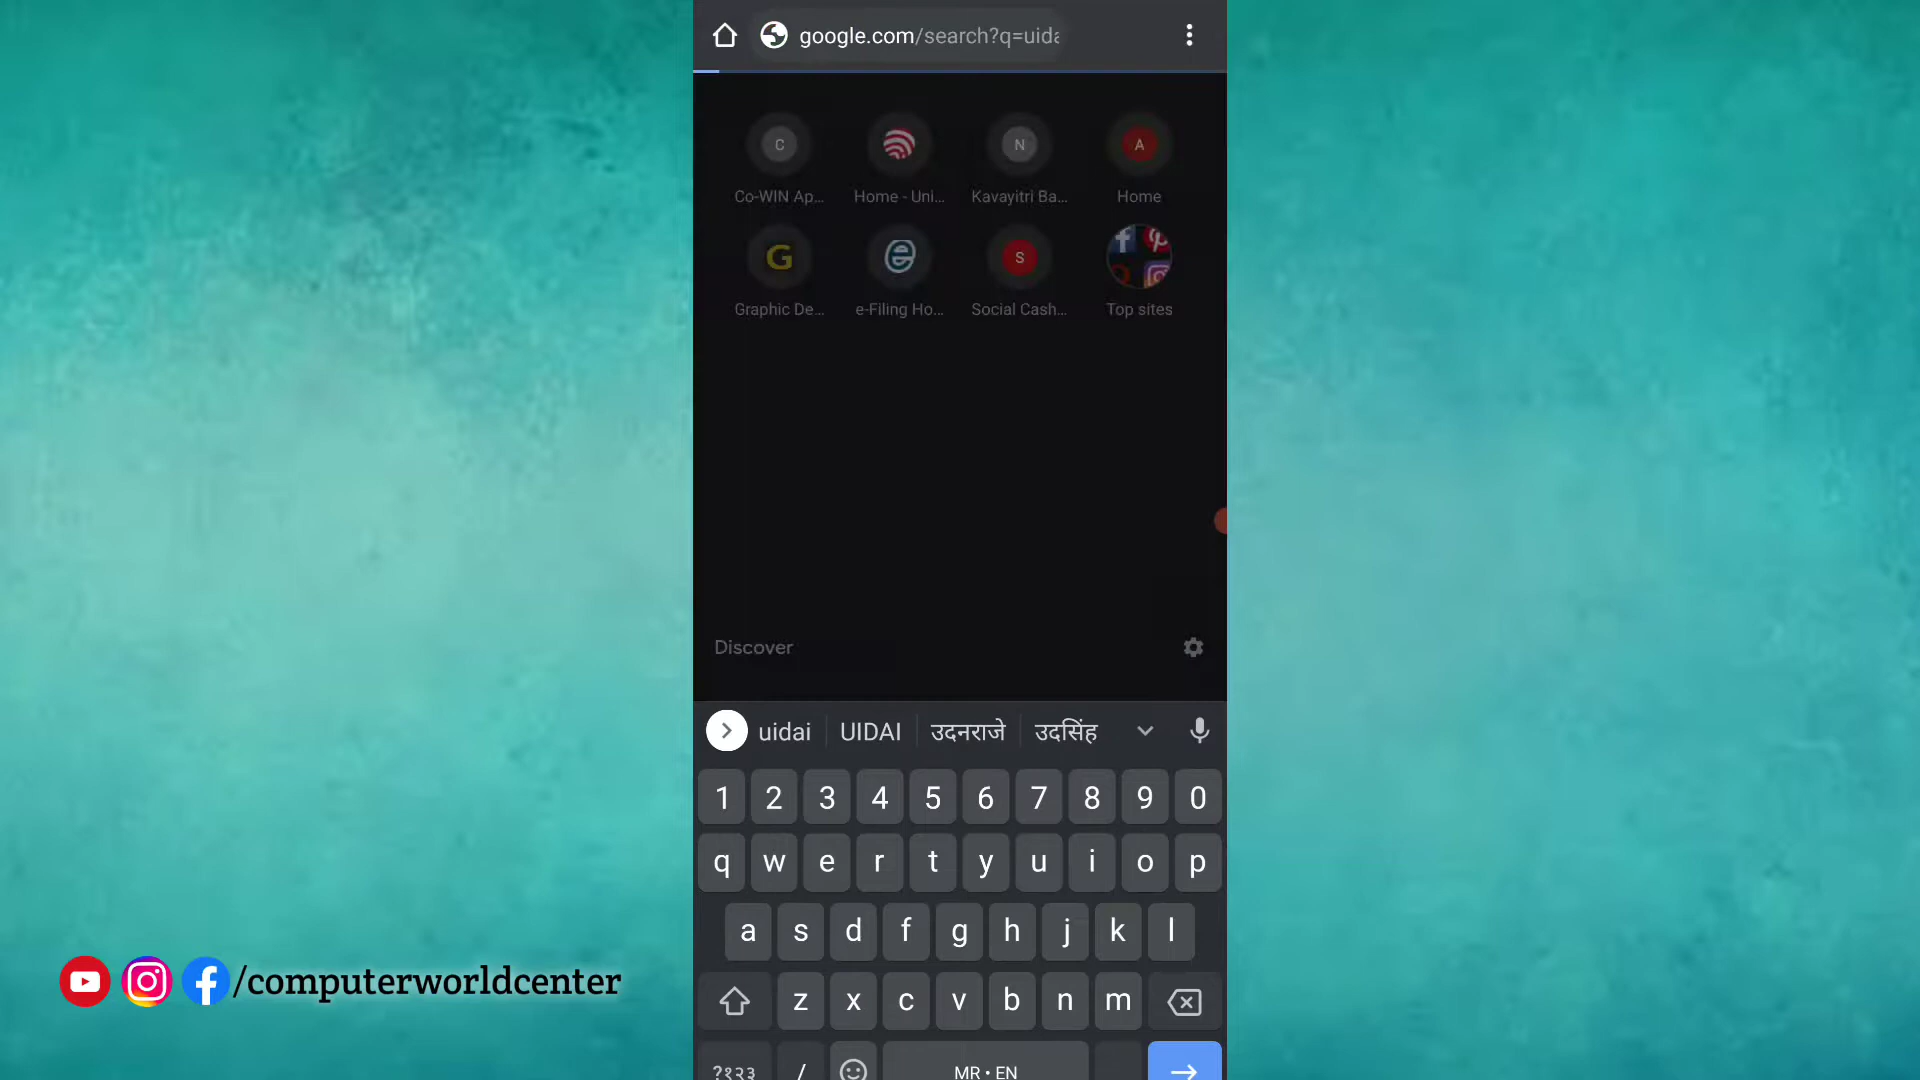 google.com/search?q=uida
C N A
Co-WIN Ap... Home - Uni... Kavayitri Ba... Home
G e S
Graphic De... e-Filing Ho... Social Cash... Top sites
Discover
uidai UIDAI उदनराजे उदसिंह
1 2 3 4 5 6 7 8 9 0
q w e r t y u i o p
a s d f g h j k l
z x c v b n m
?१२३ / MR • EN
/computerworldcenter